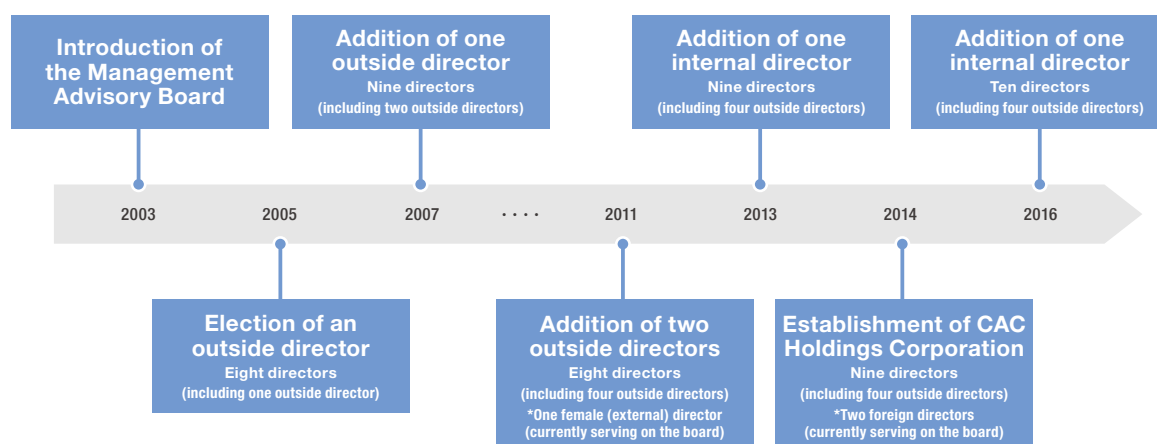 Introduction of
the Management
Advisory Board
Addition of one
outside director
Nine directors
(including two outside directors)
Addition of one
internal director
Nine directors
(including four outside directors)
Addition of one
internal director
Ten directors
(including four outside directors)
2003
2005
2007
....
2011
2013
2014
2016
Election of an
outside director
Eight directors
(including one outside director)
Addition of two
outside directors
Eight directors
(including four outside directors)
*One female (external) director
(currently serving on the board)
Establishment of CAC
Holdings Corporation
Nine directors
(including four outside directors)
*Two foreign directors
(currently serving on the board)